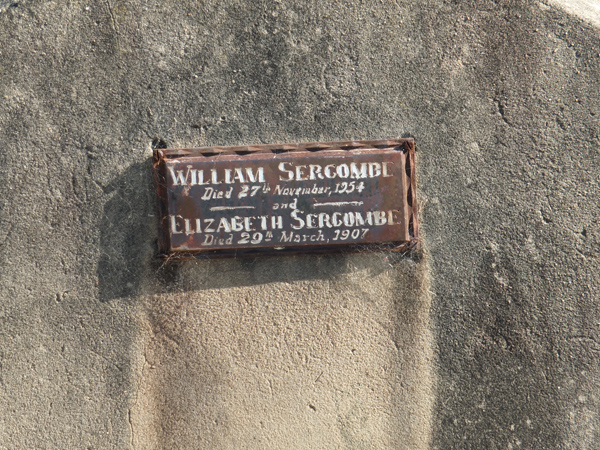 WILLIAM SERCOMBE
Died 27th November, 1954
and
ELIZABETH SERCOMBE
Died 29th March, 1907